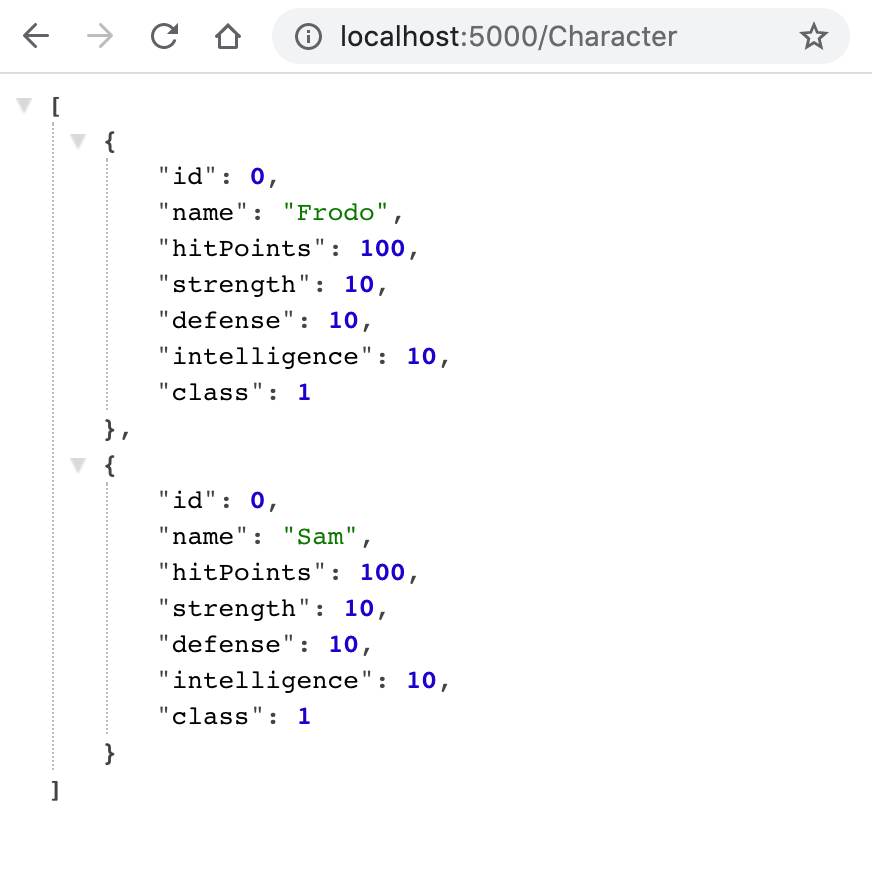 localhost:5000/Character
[
{
"id": 0,
"name": "Frodo",
"hitPoints": 100,
"strength": 10,
"defense": 10,
"intelligence": 10,
"class": 1
},
{
"id": 0,
"name": "Sam",
"hitPoints": 100,
"strength": 10,
"defense": 10,
"intelligence": 10,
"class": 1
}
]